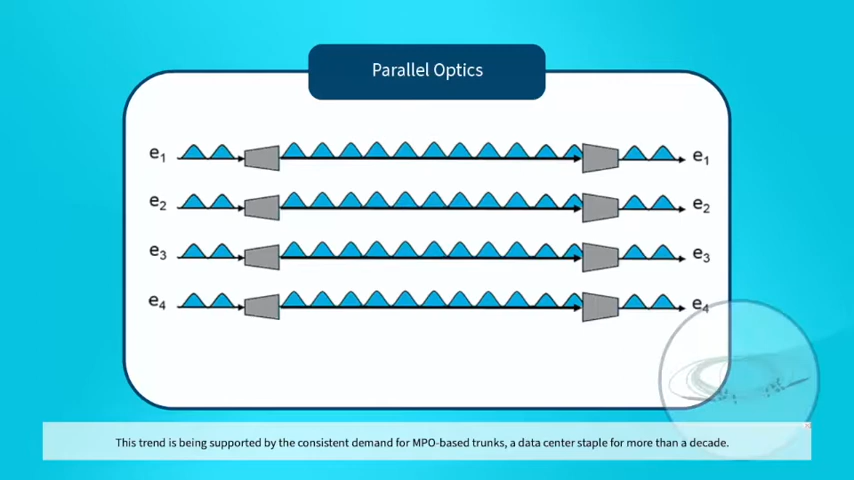 Parallel Optics
e₁ e₁
e₂ e₂
e₃ e₃
e₄ e₄
This trend is being supported by the consistent demand for MPO-based trunks, a data center staple for more than a decade.